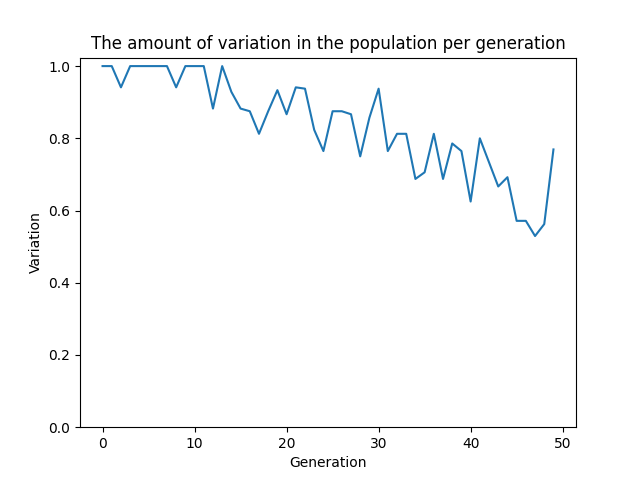 The amount of variation in the population per generation
1.0
0.8
0.6
0.4
0.2
0.0
Variation
0 10 20 30 40 50
Generation